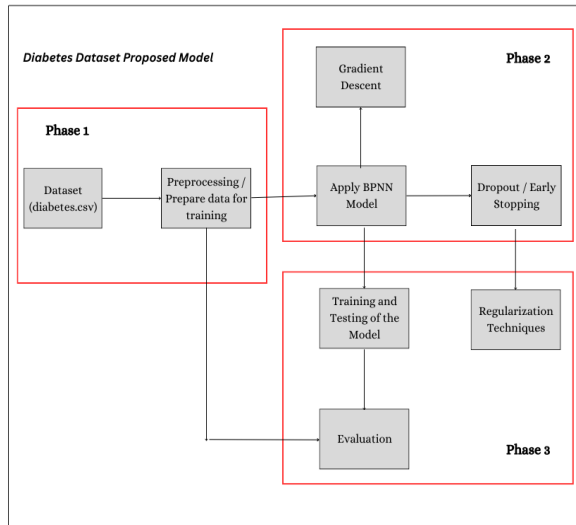 Diabetes Dataset Proposed Model
Phase 1
Dataset
(diabetes.csv)
Preprocessing /
Prepare data for
training
Phase 2
Gradient
Descent
Apply BPNN
Model
Dropout / Early
Stopping
Training and
Testing of the
Model
Regularization
Techniques
Evaluation
Phase 3